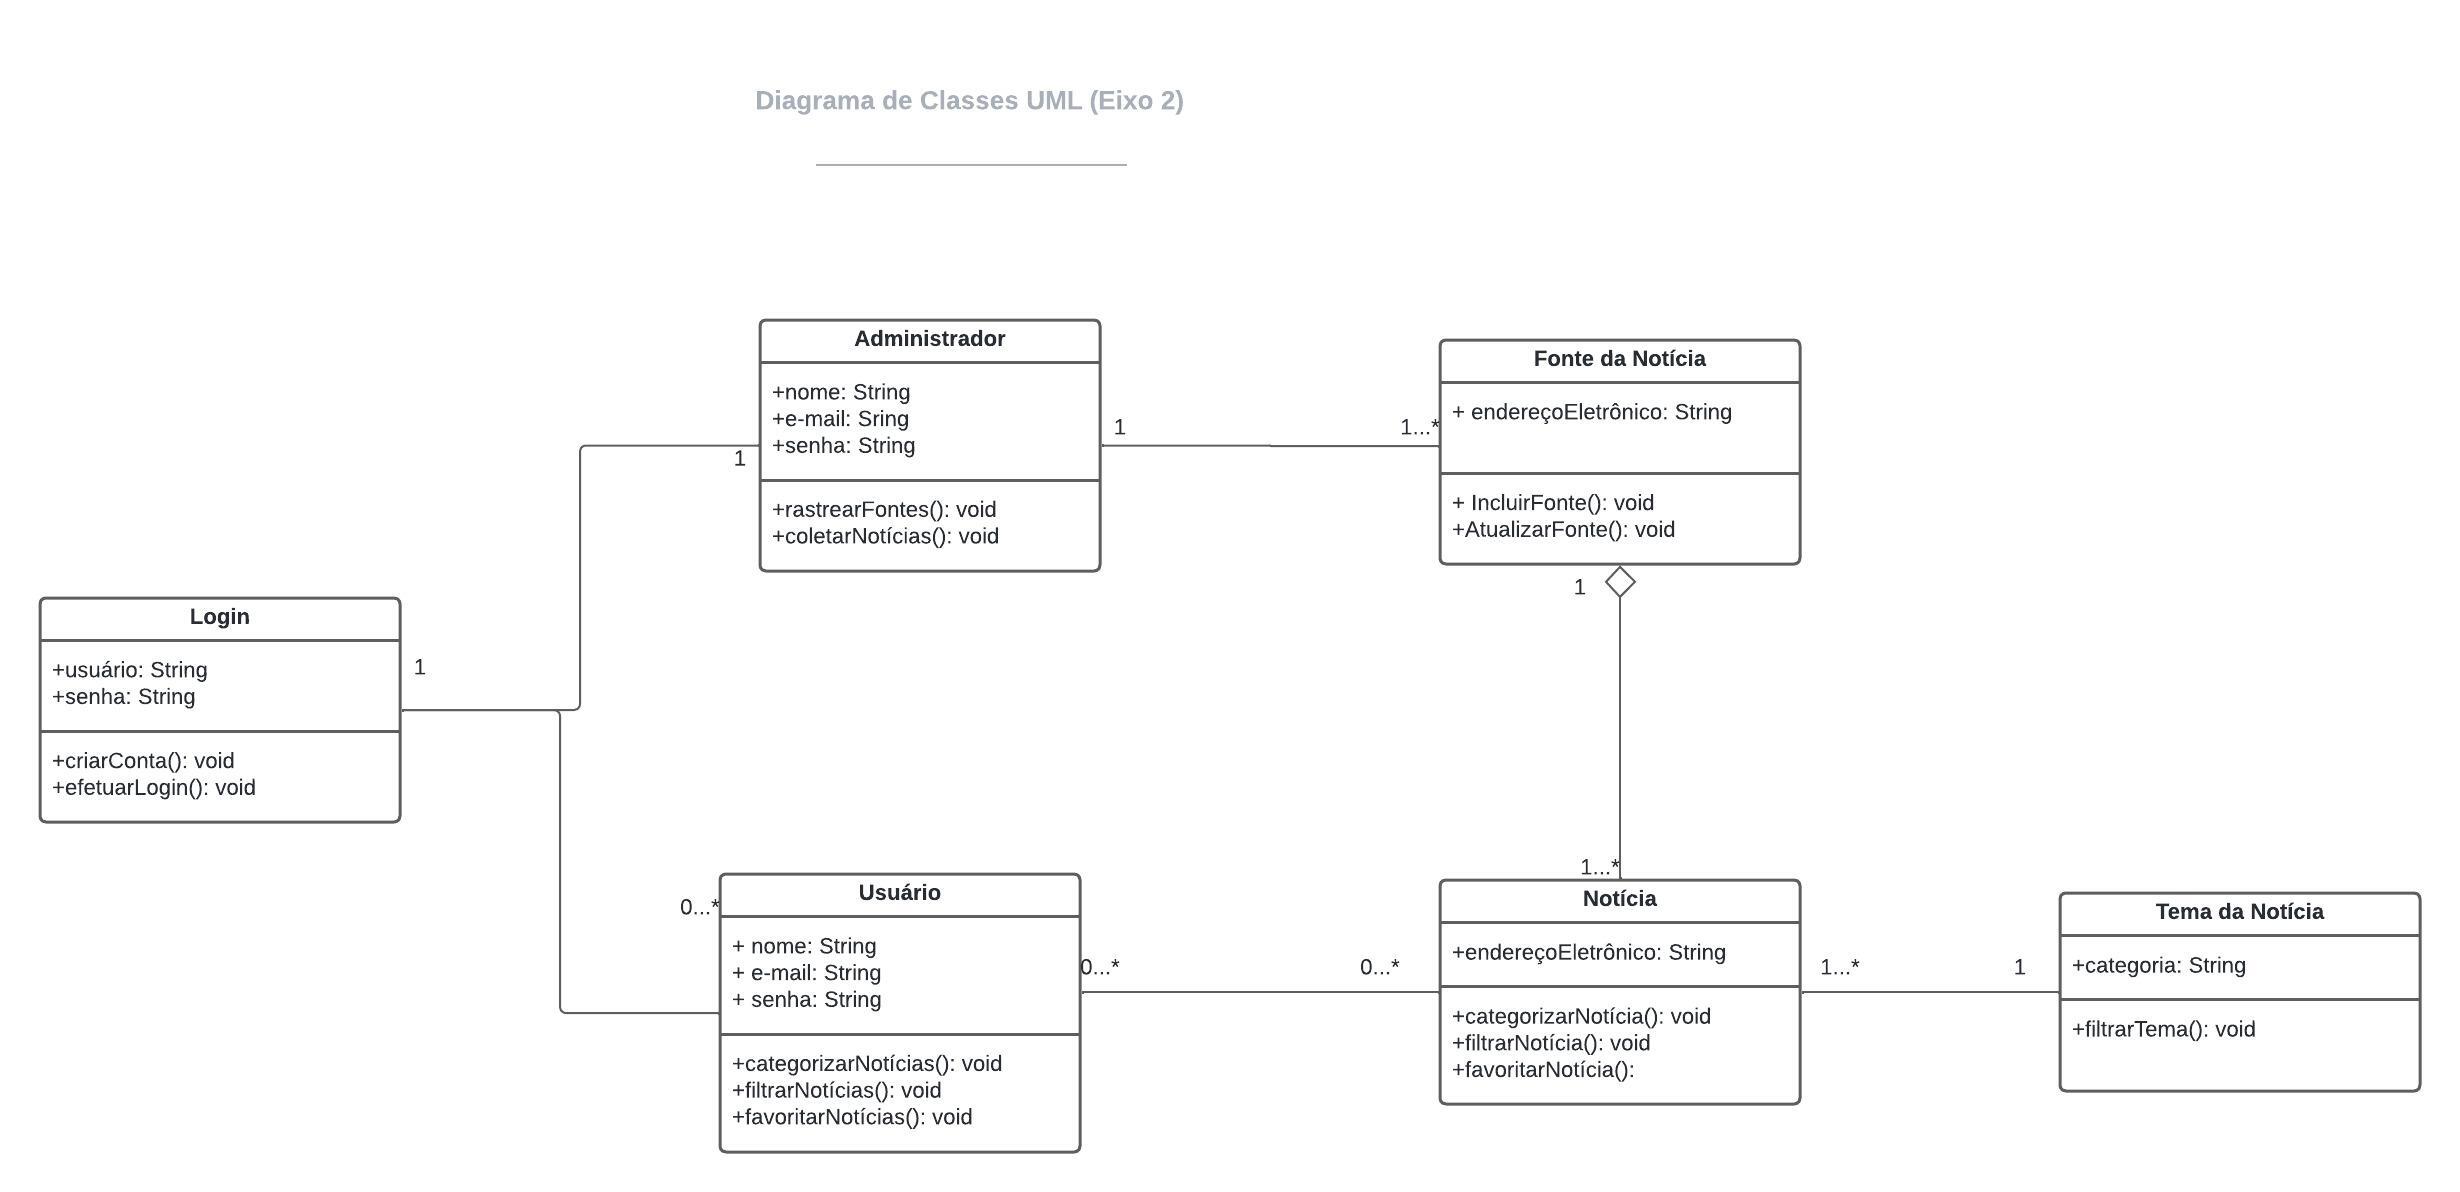 Diagrama de Classes UML (Eixo 2)
Administrador
+nome: String
+e-mail: Sring
+senha: String
+rastrearFontes(): void
+coletarNotícias(): void
1
1
1...*
Fonte da Notícia
+ endereçoEletrônico: String
+ IncluirFonte(): void
+AtualizarFonte(): void
1
1...*
Login
+usuário: String
+senha: String
+criarConta(): void
+efetuarLogin(): void
1
0...*
Usuário
+ nome: String
+ e-mail: String
+ senha: String
+categorizarNotícias(): void
+filtrarNotícias(): void
+favoritarNotícias(): void
0...*
0...*
Notícia
+endereçoEletrônico: String
+categorizarNotícia(): void
+filtrarNotícia(): void
+favoritarNotícia():
1...*
1
Tema da Notícia
+categoria: String
+filtrarTema(): void